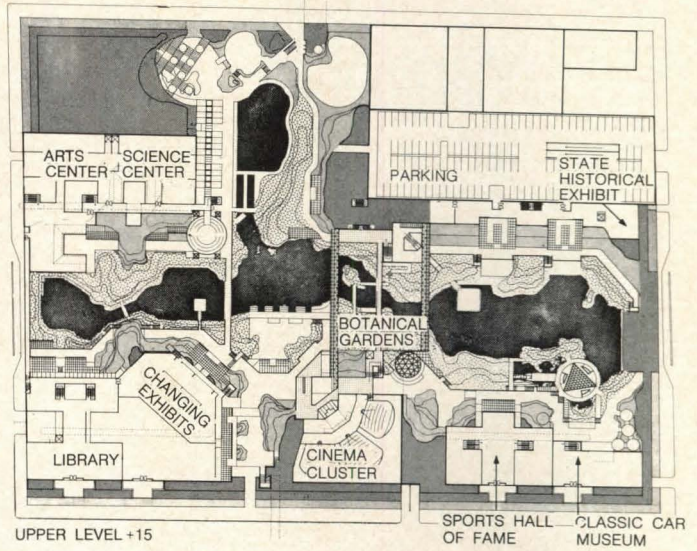 ARTS
CENTER
SCIENCE
CENTER
PARKING
STATE
HISTORICAL
EXHIBIT
BOTANICAL
GARDENS
CHANGING
EXHIBITS
LIBRARY
CINEMA
CLUSTER
UPPER LEVEL +15
SPORTS HALL
OF FAME
CLASSIC CAR
MUSEUM